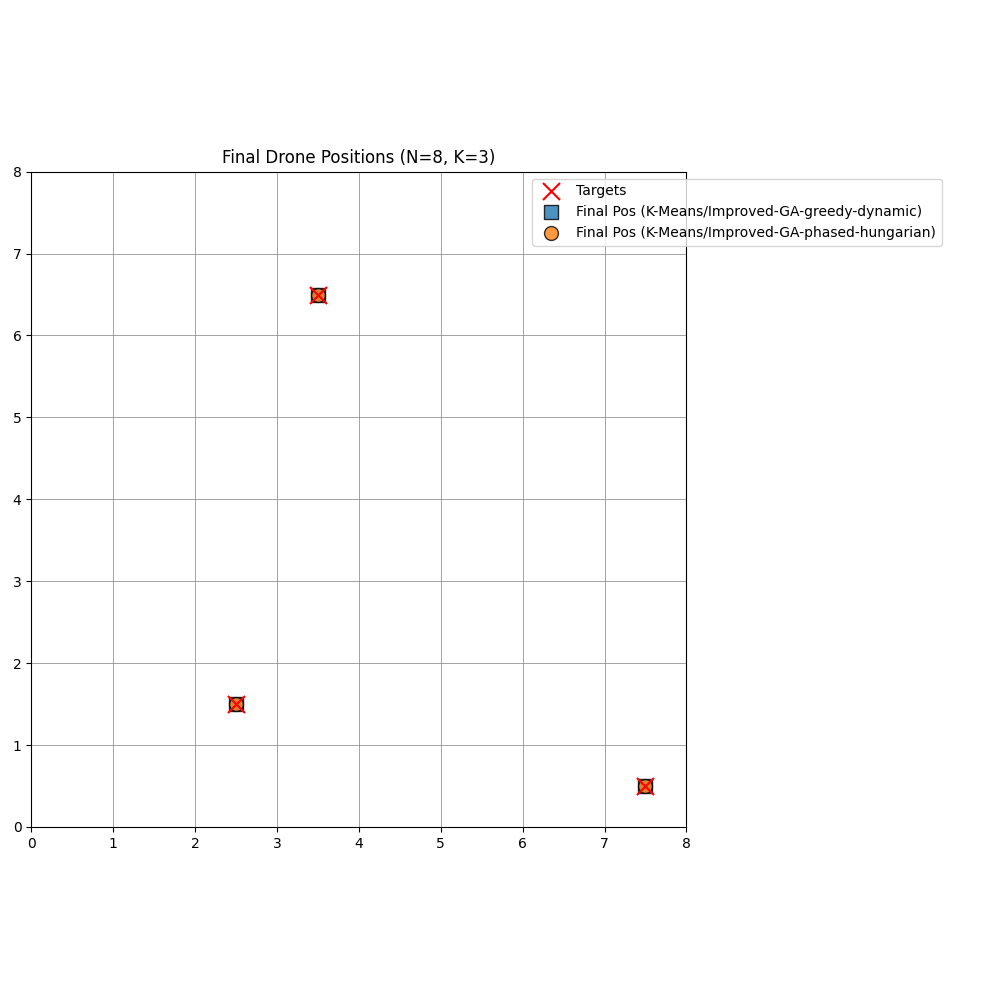 Final Drone Positions (N=8, K=3)
Targets
Final Pos (K-Means/Improved-GA-greedy-dynamic)
Final Pos (K-Means/Improved-GA-phased-hungarian)
8
7
6
5
4
3
2
1
0
0 1 2 3 4 5 6 7 8